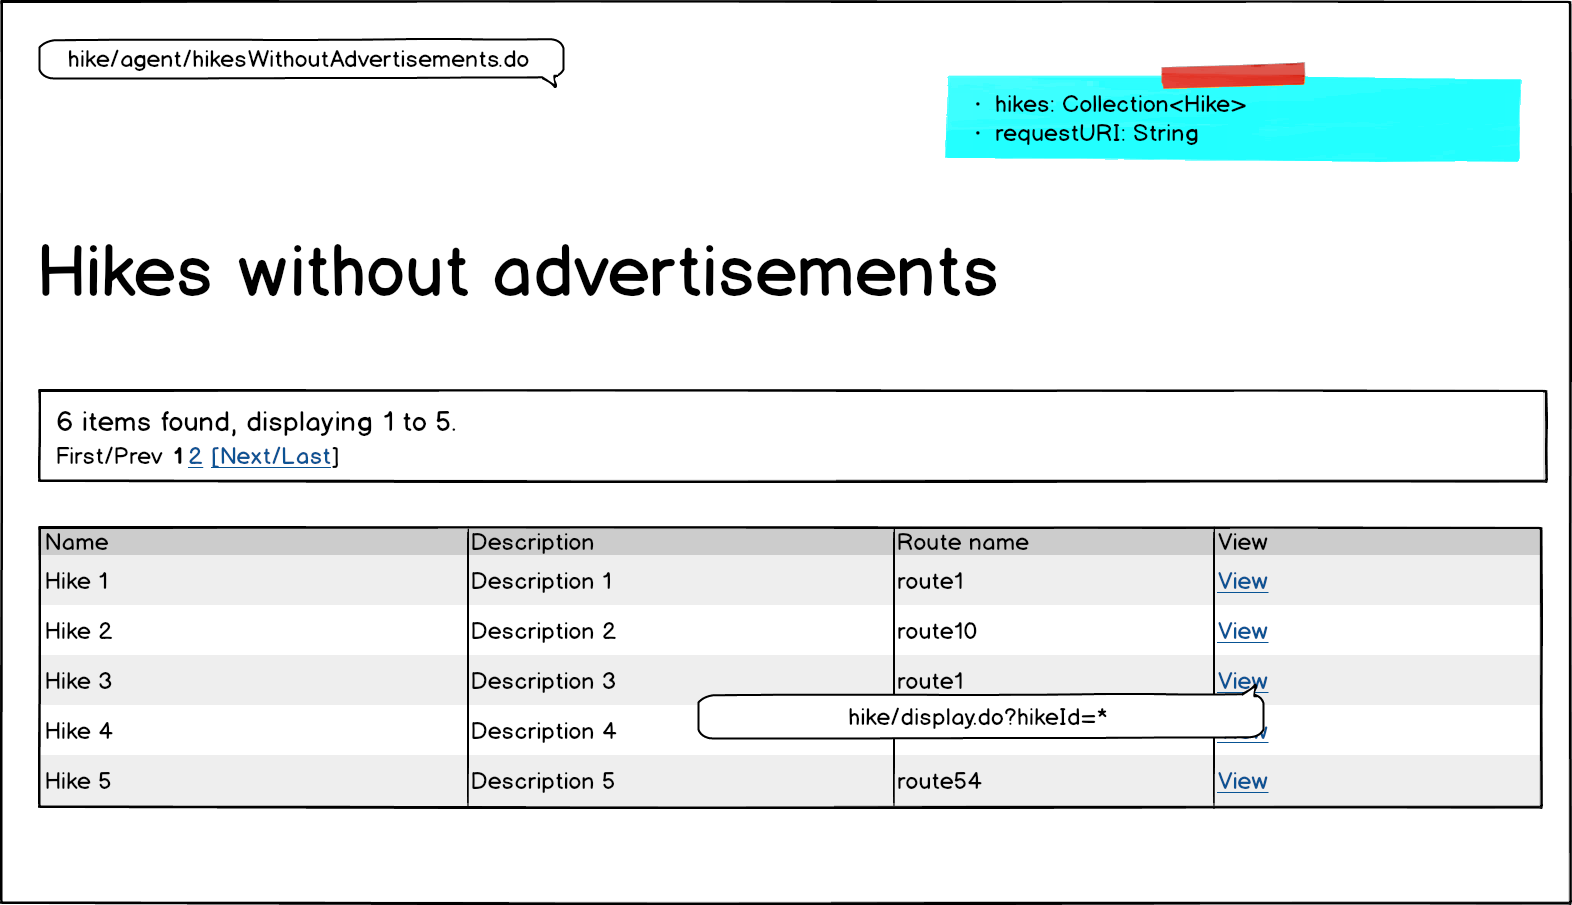 hike/agent/hikesWithoutAdvertisements.do
· hikes: Collection<Hike>
· requestURI: String
Hikes without advertisements
6 items found, displaying 1 to 5.
First/Prev 1 2 [Next/Last]
Name Description Route name View
Hike 1 Description 1 route1 View
Hike 2 Description 2 route10 View
Hike 3 Description 3 route1 View
hike/display.do?hikeId=*
Hike 4 Description 4
Hike 5 Description 5 route54 View